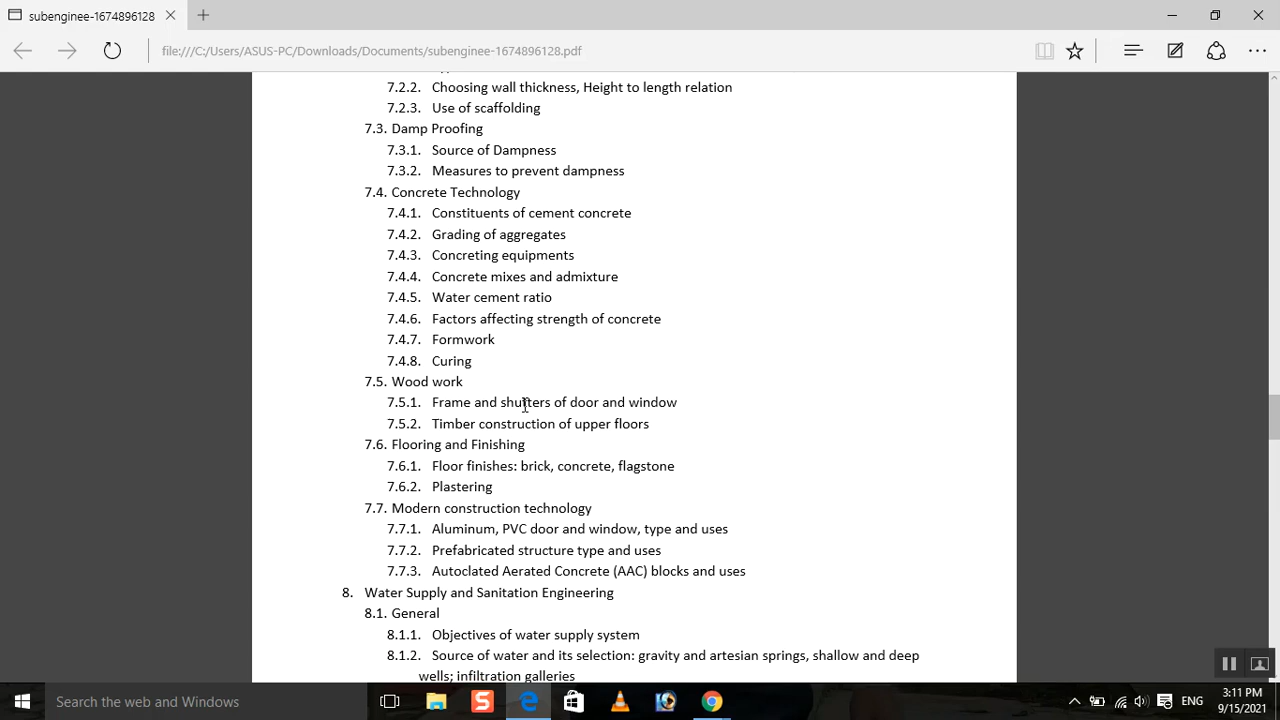 subenginee-1674896128
file:///C:/Users/ASUS-PC/Downloads/Documents/subenginee-1674896128.pdf
7.2.2. Choosing wall thickness, Height to length relation
7.2.3. Use of scaffolding
7.3. Damp Proofing
7.3.1. Source of Dampness
7.3.2. Measures to prevent dampness
7.4. Concrete Technology
7.4.1. Constituents of cement concrete
7.4.2. Grading of aggregates
7.4.3. Concreting equipments
7.4.4. Concrete mixes and admixture
7.4.5. Water cement ratio
7.4.6. Factors affecting strength of concrete
7.4.7. Formwork
7.4.8. Curing
7.5. Wood work
7.5.1. Frame and shutters of door and window
7.5.2. Timber construction of upper floors
7.6. Flooring and Finishing
7.6.1. Floor finishes: brick, concrete, flagstone
7.6.2. Plastering
7.7. Modern construction technology
7.7.1. Aluminum, PVC door and window, type and uses
7.7.2. Prefabricated structure type and uses
7.7.3. Autoclated Aerated Concrete (AAC) blocks and uses
8. Water Supply and Sanitation Engineering
8.1. General
8.1.1. Objectives of water supply system
8.1.2. Source of water and its selection: gravity and artesian springs, shallow and deep
wells; infiltration galleries
Search the web and Windows
ENG
3:11 PM
9/15/2021